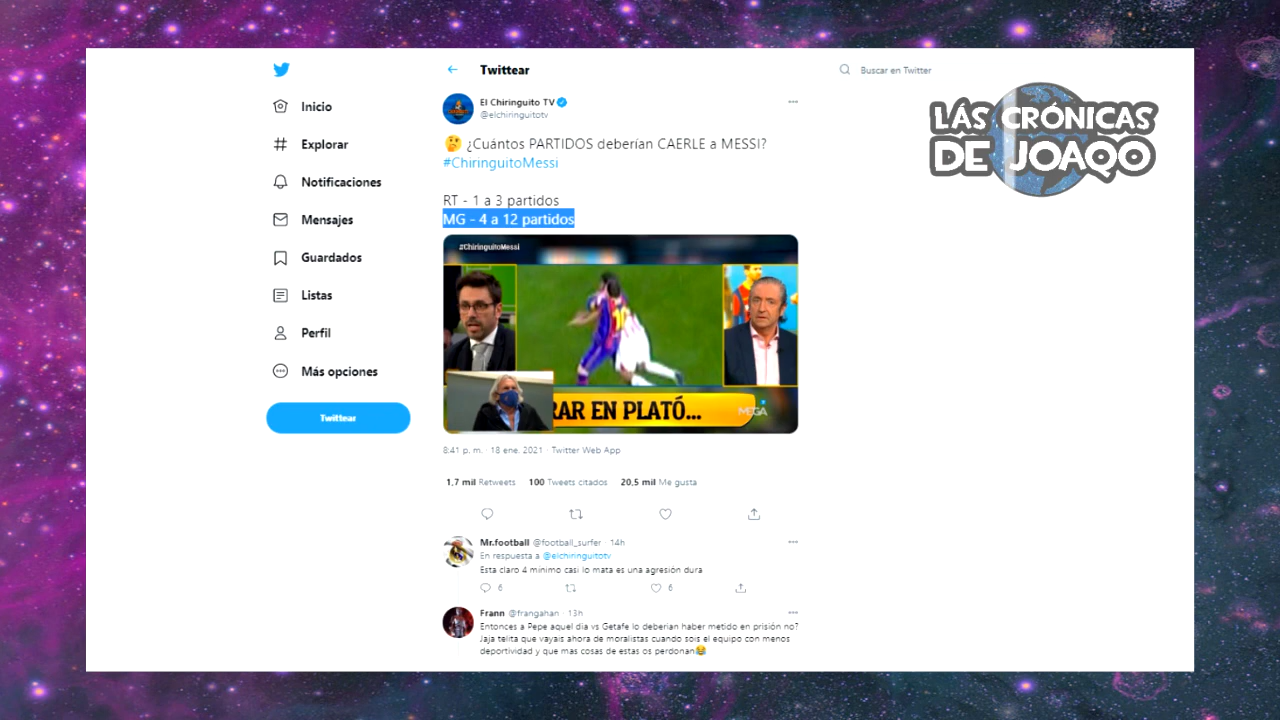 Twittear
Buscar en Twitter
El Chiringuito TV
@elchiringuitotv
LÁS CRÓNICAS
DE JOAQO
Inicio
Explorar
Notificaciones
Mensajes
Guardados
Listas
Perfil
Más opciones
Twittear
🤔 ¿Cuántos PARTIDOS deberían CAERLE a MESSI?
#ChiringuitoMessi
RT - 1 a 3 partidos
MG - 4 a 12 partidos
#ChiringuitoMessi
RAR EN PLATÓ...
MEGA
8:41 p. m. · 18 ene. 2021 · Twitter Web App
1,7 mil Retweets 100 Tweets citados 20,5 mil Me gusta
Mr.football @football_surfer · 14h
En respuesta a @elchiringuitotv
Esta claro 4 minimo casi lo mata es una agresión dura
6 6
Frann @frangahan · 13h
Entonces a Pepe aquel dia vs Getafe lo deberian haber metido en prisión no?
Jaja telita que vayais ahora de moralistas cuando sois el equipo con menos
deportividad y que mas cosas de estas os perdonan😂